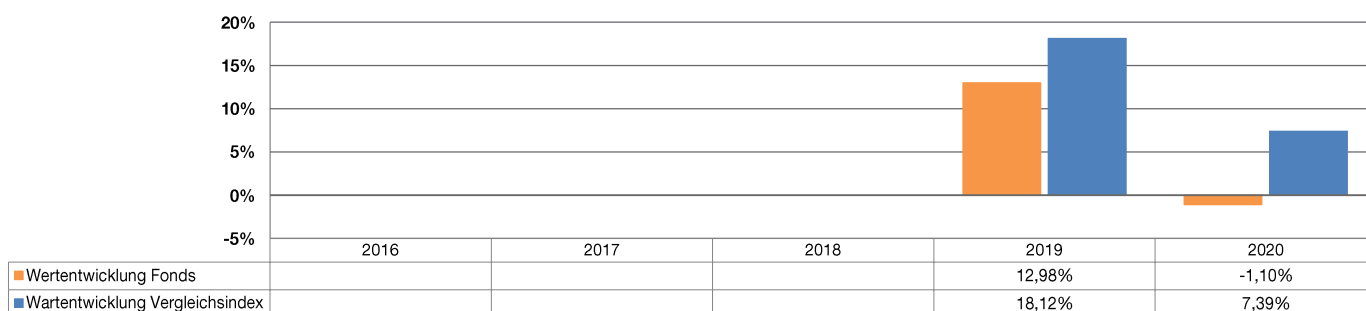 20%
15%
10%
5%
0%
-5%
2016 2017 2018 2019 2020
Wertentwicklung Fonds 12,98% -1,10%
Wartentwicklung Vergleichsindex 18,12% 7,39%